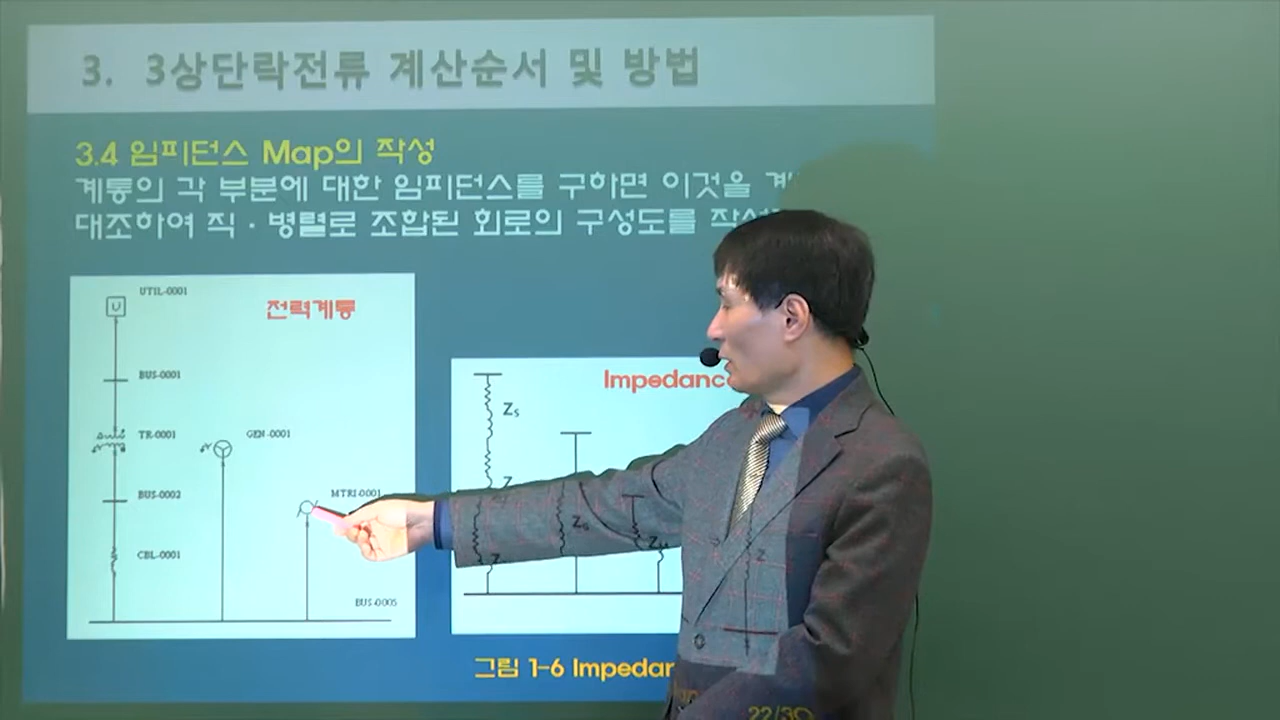 3. 3상단락전류 계산순서 및 방법
3.4 임피던스 Map의 작성
계통의 각 부분에 대한 임피던스를 구하면 이것을
대조하여 직·병렬로 조합된 회로의 구성도를
전력계통
UTIL-0001
U
BUS-0001
TR-0001
GEN-0001
BUS-0002
MTRI-0001
CBL-0001
BUS-0005
Impedanc
ZS
ZG
Z
그림 1-6 Impedan
22/30